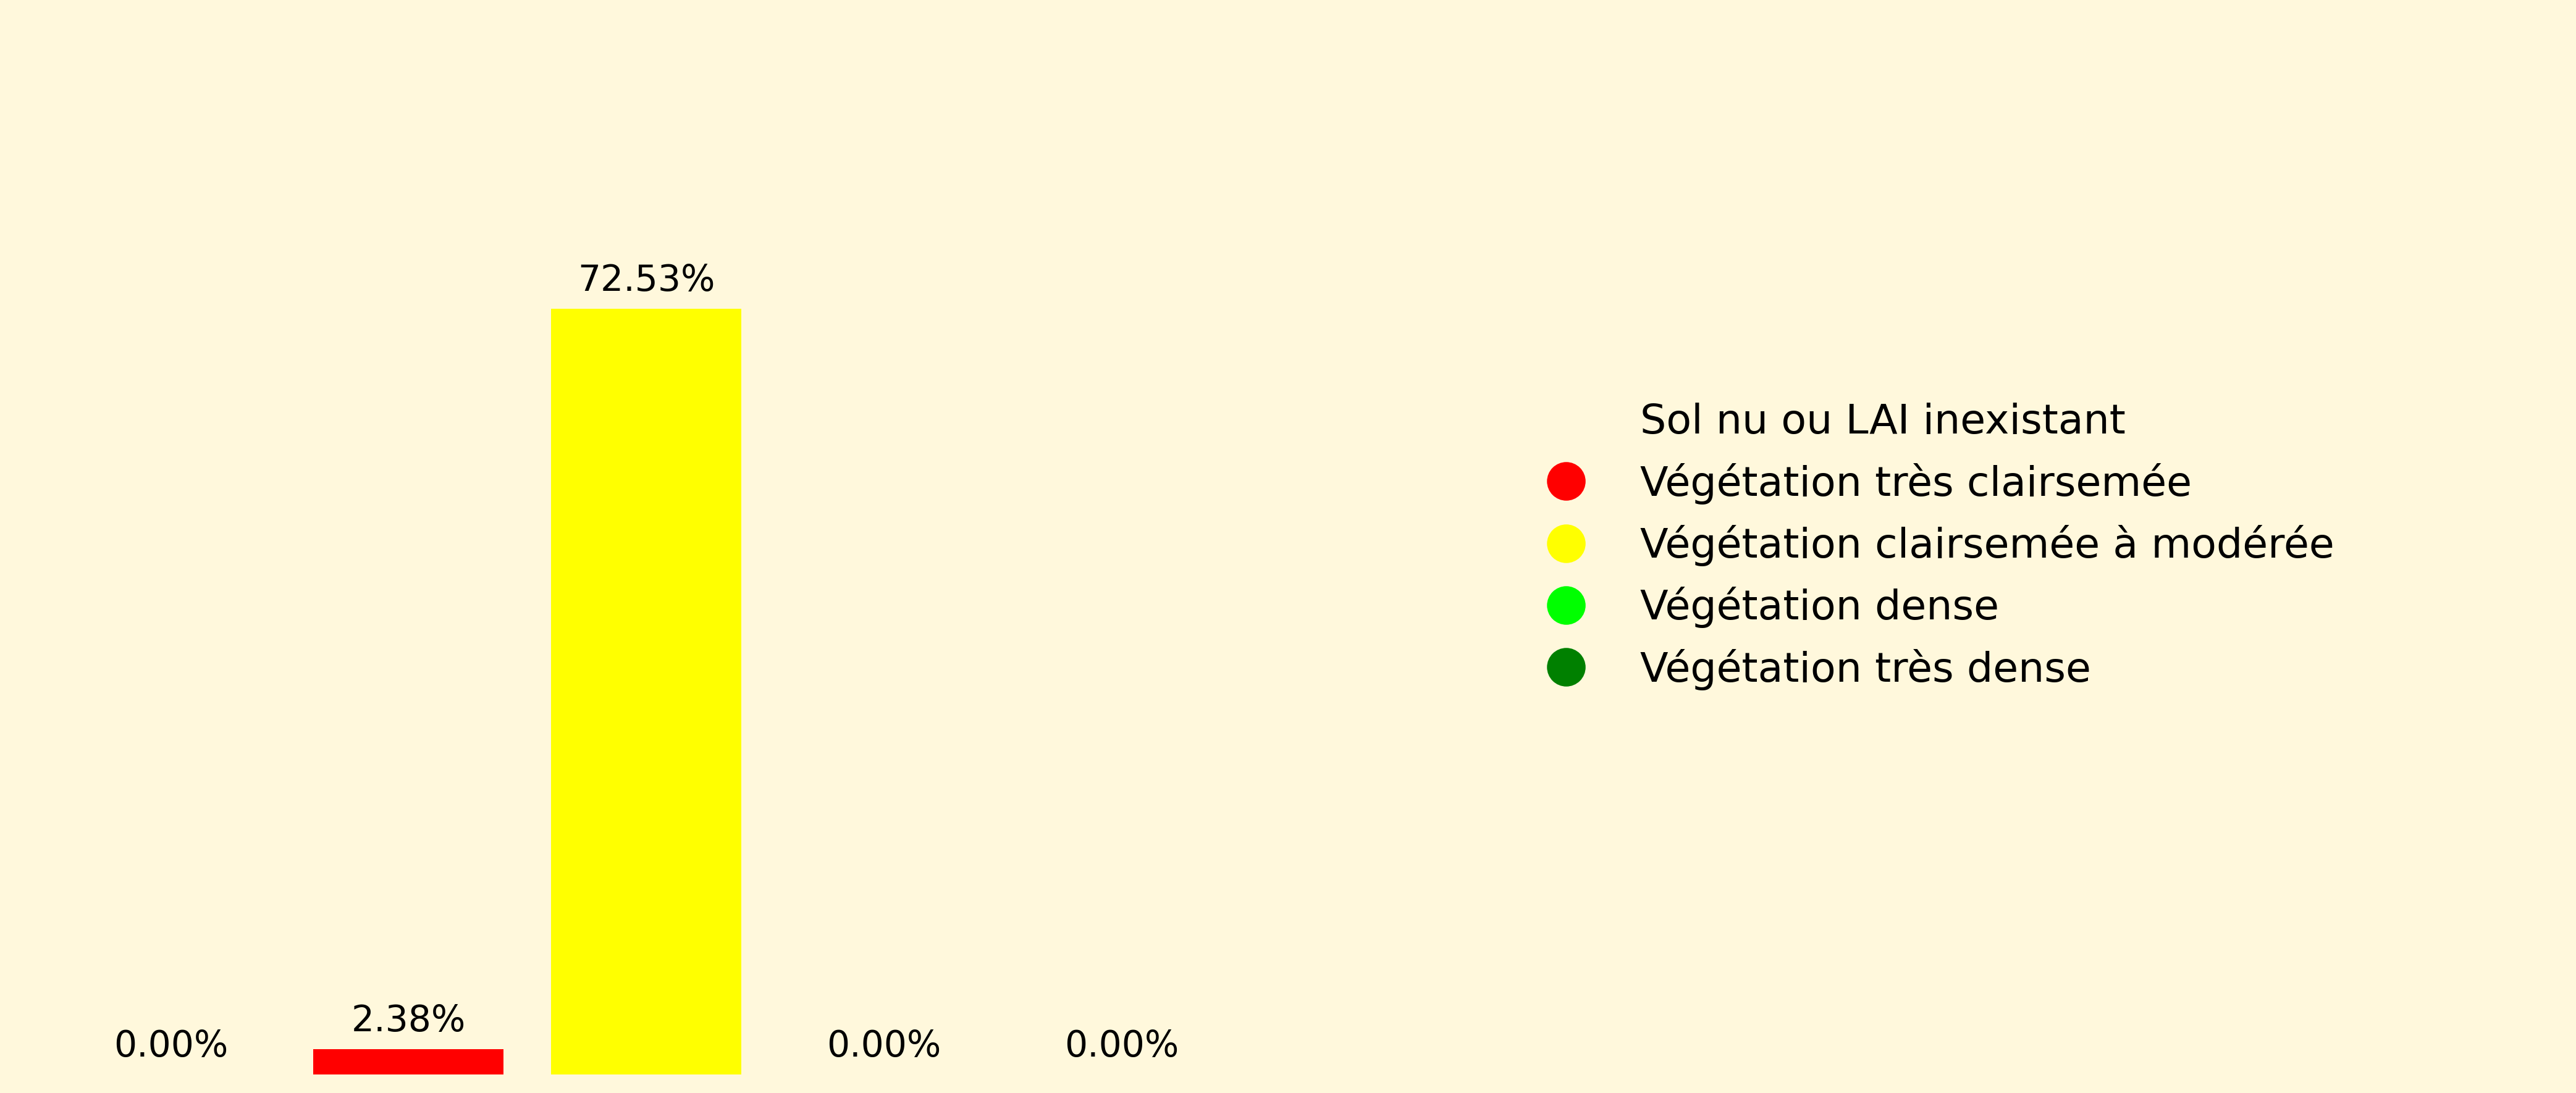 72.53%
2.38%
0.00%
0.00%
0.00%
Sol nu ou LAI inexistant
Végétation très clairsemée
Végétation clairsemée à modérée
Végétation dense
Végétation très dense